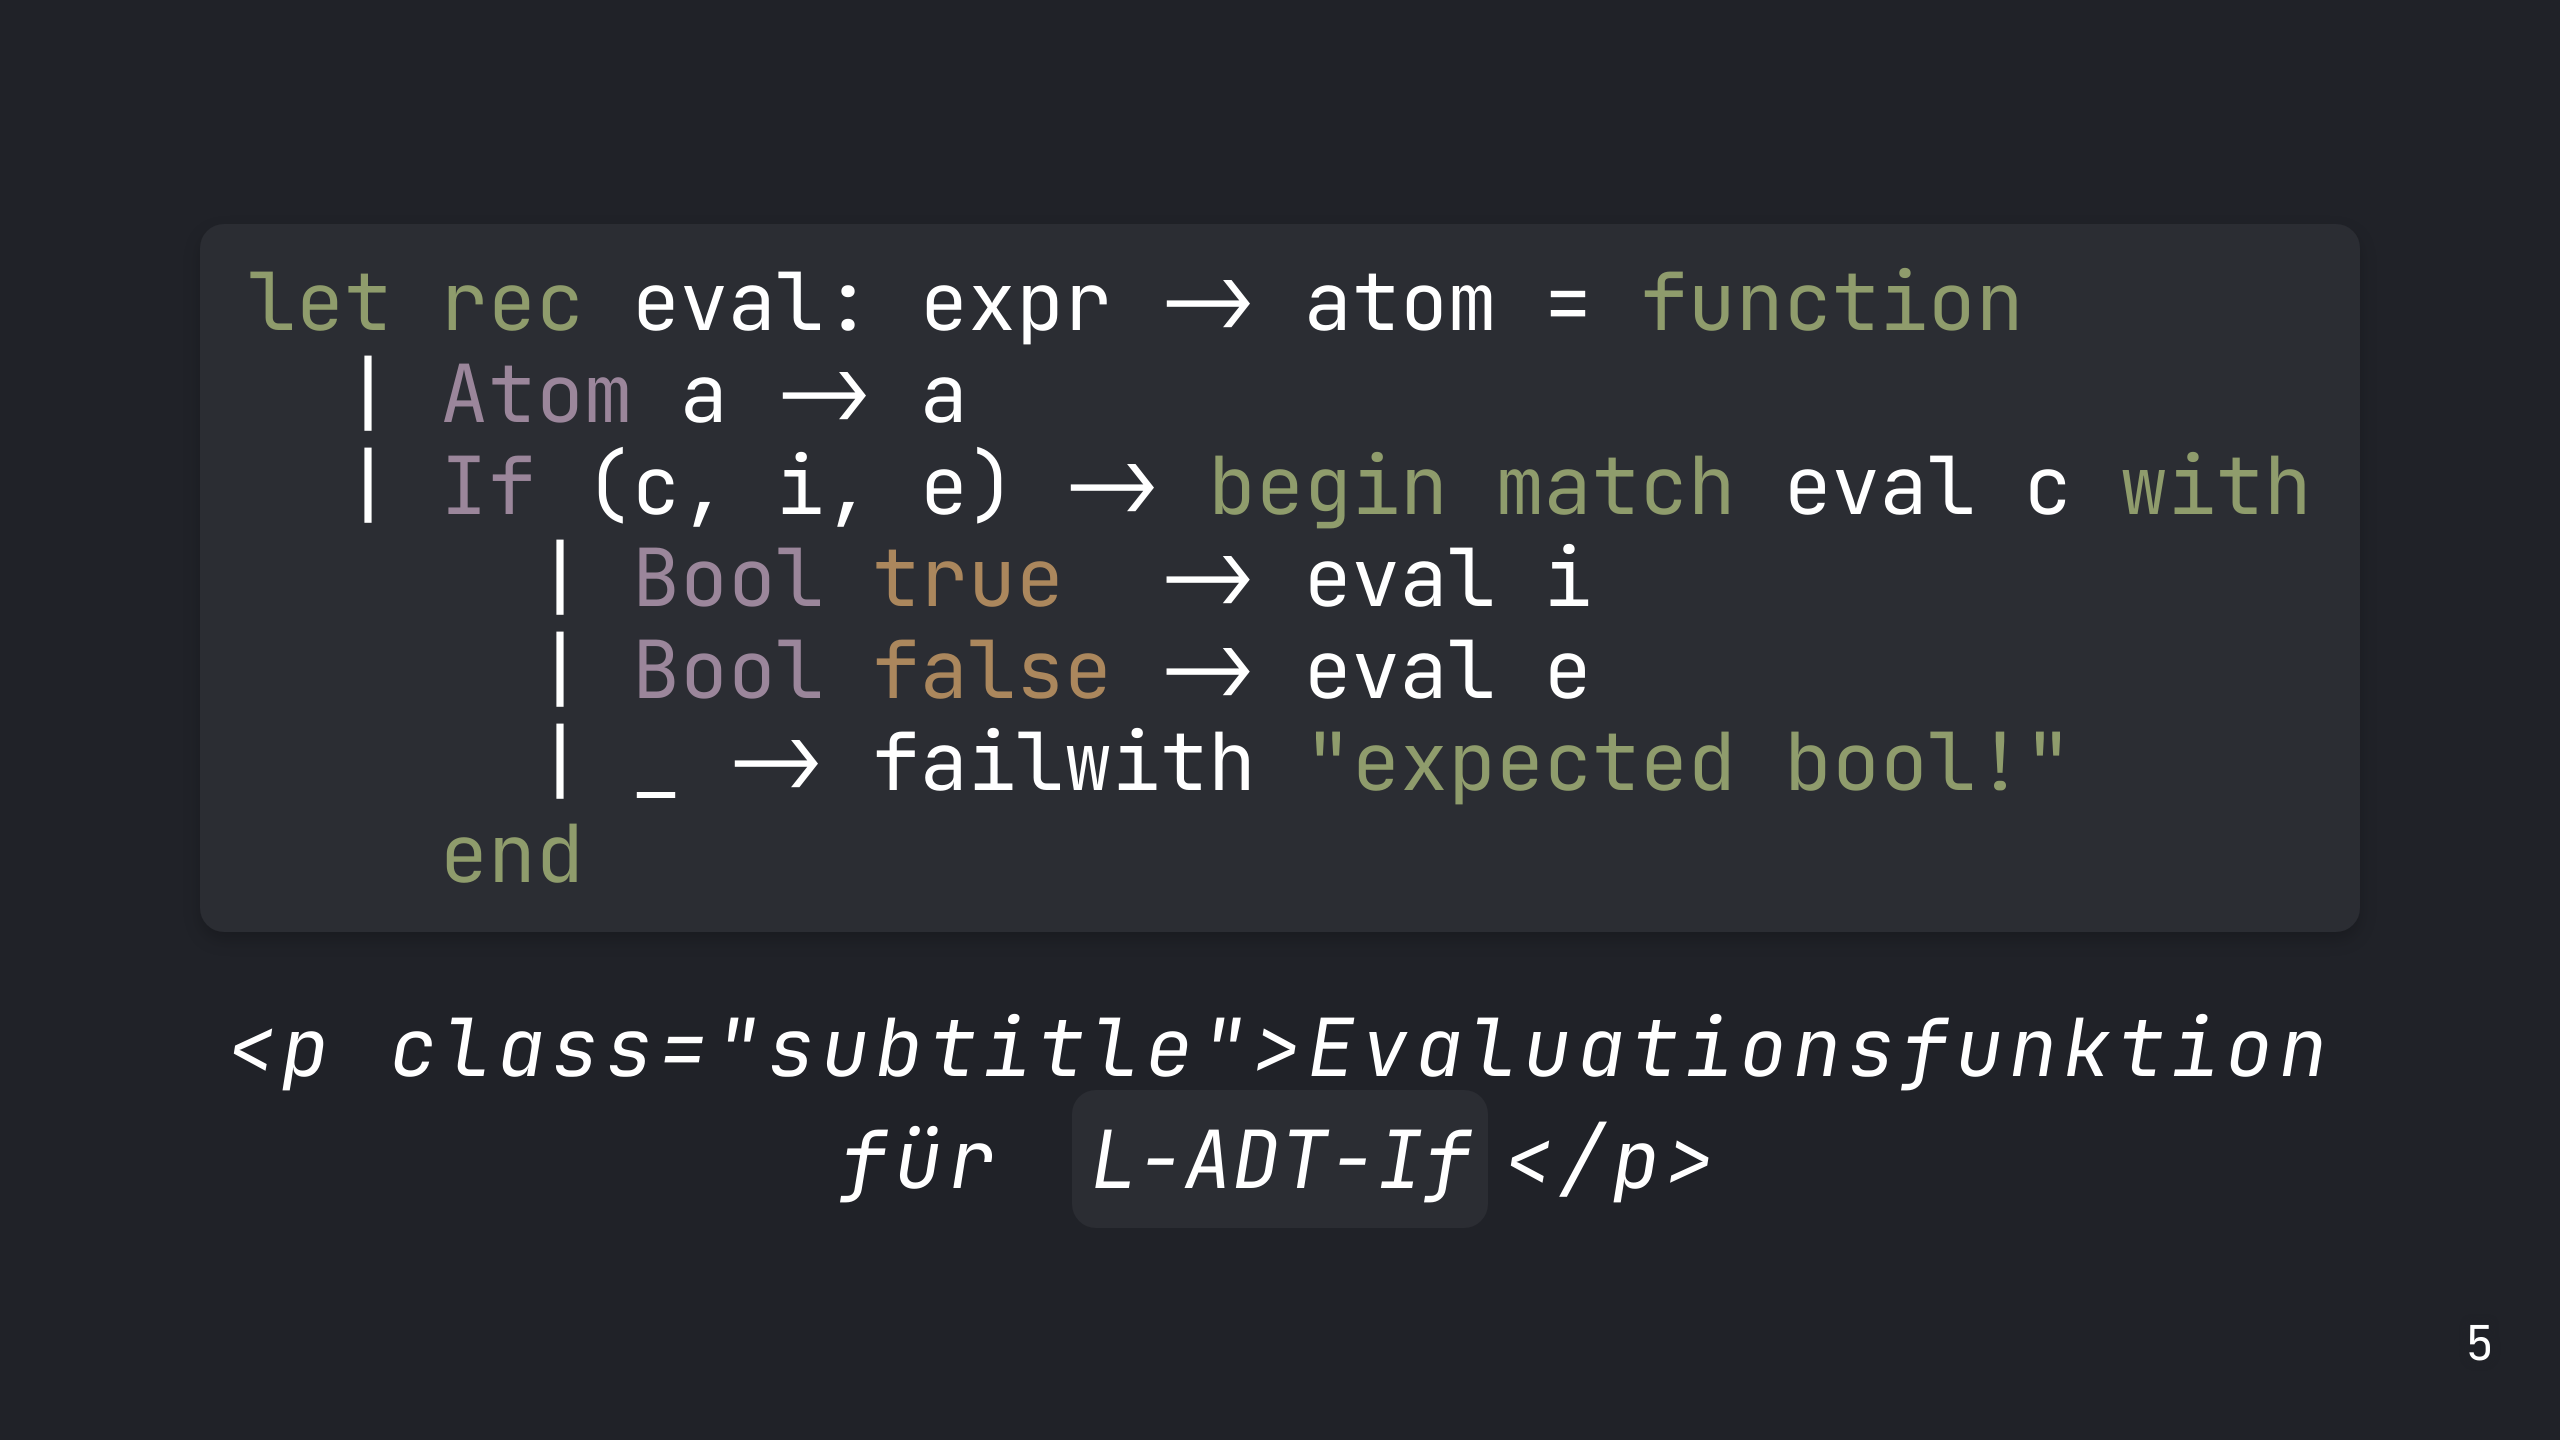 let rec eval: expr -> atom = function
  | Atom a -> a
  | If (c, i, e) -> begin match eval c with
      | Bool true  -> eval i
      | Bool false -> eval e
      | _ -> failwith "expected bool!"
    end
<p class="subtitle">Evaluationsfunktion
für L-ADT-If</p>
5